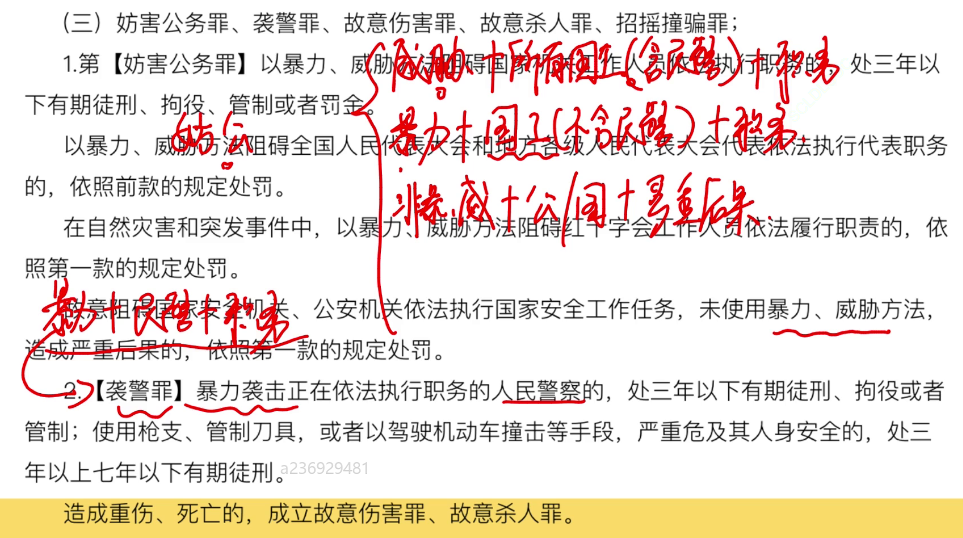 （三）妨害公务罪、袭警罪、故意伤害罪、故意杀人罪、招摇撞骗罪；
1.第【妨害公务罪】以暴力、威胁方法阻碍国家机关工作人员依法执行职务的，处三年以
下有期徒刑、拘役、管制或者罚金。
以暴力、威胁方法阻碍全国人民代表大会和地方各级人民代表大会代表依法执行代表职务
的，依照前款的规定处罚。
在自然灾害和突发事件中，以暴力、威胁方法阻碍红十字会工作人员依法履行职责的，依
照第一款的规定处罚。
故意阻碍国家安全机关、公安机关依法执行国家安全工作任务，未使用暴力、威胁方法，
造成严重后果的，依照第一款的规定处罚。
2.【袭警罪】暴力袭击正在依法执行职务的人民警察的，处三年以下有期徒刑、拘役或者
管制；使用枪支、管制刀具，或者以驾驶机动车撞击等手段，严重危及其人身安全的，处三
年以上七年以下有期徒刑。
a236929481
造成重伤、死亡的，成立故意伤害罪、故意杀人罪。
威胁+所有国工(含民警)+职务
暴力+国工(不含民警)+职务
非暴、威+公/国+严重后果
妨公
暴力+民警+职务